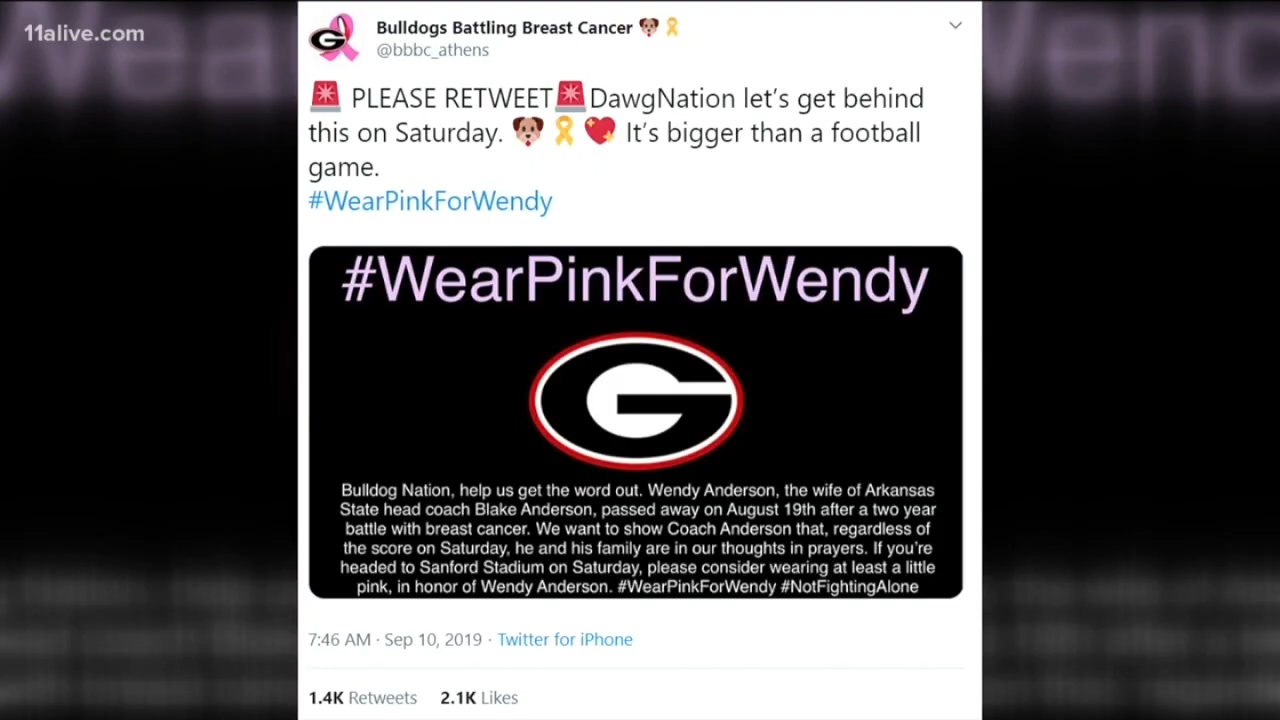 11alive.com
Bulldogs Battling Breast Cancer 🐶 🎗
@bbbc_athens
🚨 PLEASE RETWEET🚨DawgNation let's get behind
this on Saturday. 🐶 🎗 💖 It's bigger than a football
game.
#WearPinkForWendy
#WearPinkForWendy
G
Bulldog Nation, help us get the word out. Wendy Anderson, the wife of Arkansas
State head coach Blake Anderson, passed away on August 19th after a two year
battle with breast cancer. We want to show Coach Anderson that, regardless of
the score on Saturday, he and his family are in our thoughts in prayers. If you're
headed to Sanford Stadium on Saturday, please consider wearing at least a little
pink, in honor of Wendy Anderson. #WearPinkForWendy #NotFightingAlone
7:46 AM · Sep 10, 2019 · Twitter for iPhone
1.4K Retweets 2.1K Likes